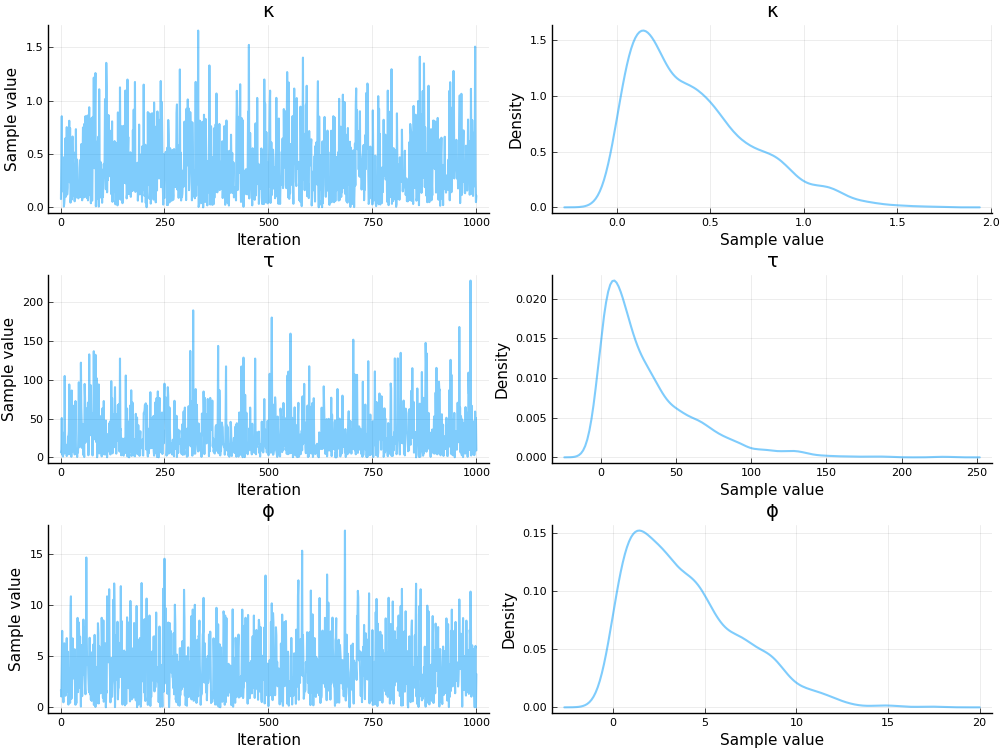 κ
Sample value
1.5
1.0
0.5
0.0
0 250 500 750 1000
Iteration
κ
Density
1.5
1.0
0.5
0.0
0.0 0.5 1.0 1.5 2.0
Sample value
τ
Sample value
200
150
100
50
0
0 250 500 750 1000
Iteration
τ
Density
0.020
0.015
0.010
0.005
0.000
0 50 100 150 200 250
Sample value
ϕ
Sample value
15
10
5
0
0 250 500 750 1000
Iteration
ϕ
Density
0.15
0.10
0.05
0.00
0 5 10 15 20
Sample value